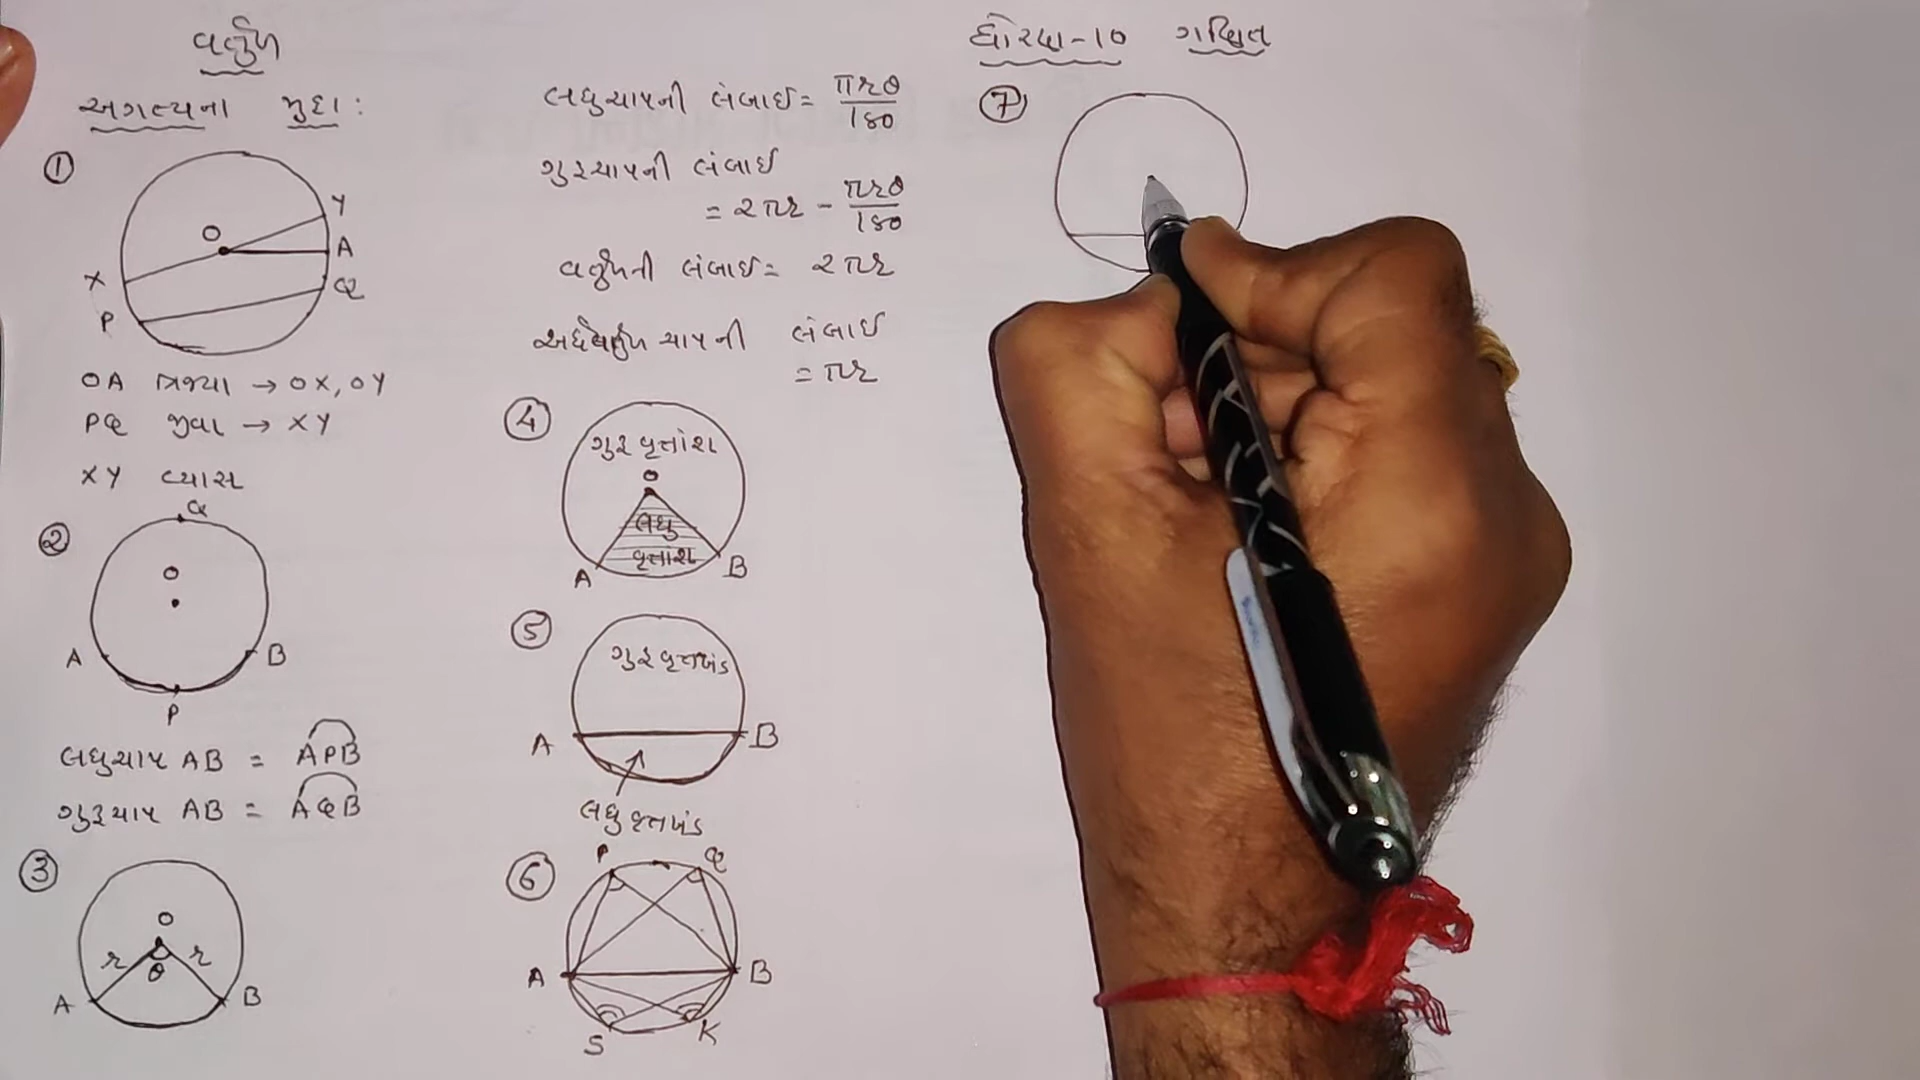 વર્તુળ
અગત્યના મુદ્દા :
①
O
Y
A
X
Q
P
OA ત્રિજ્યા → OX, OY
PQ જીવા → XY
XY વ્યાસ
②
Q
O
A
B
P
લઘુચાપ AB = APB
ગુરૂચાપ AB = AQB
③
O
r θ r
A
B
લઘુચાપની લંબાઈ = πrθ/180
ગુરૂચાપની લંબાઈ
= 2πr - πrθ/180
વર્તુળની લંબાઈ = 2πr
અર્ધવર્તુળ ચાપની લંબાઈ
= πr
④
ગુરૂ વૃત્તાંશ
O
લઘુ
વૃત્તાંશ
A
B
⑤
ગુરૂ વૃત્તખંડ
A
B
લઘુ વૃત્તખંડ
⑥
P
Q
A
B
S
K
ધોરણ-10 ગણિત
⑦